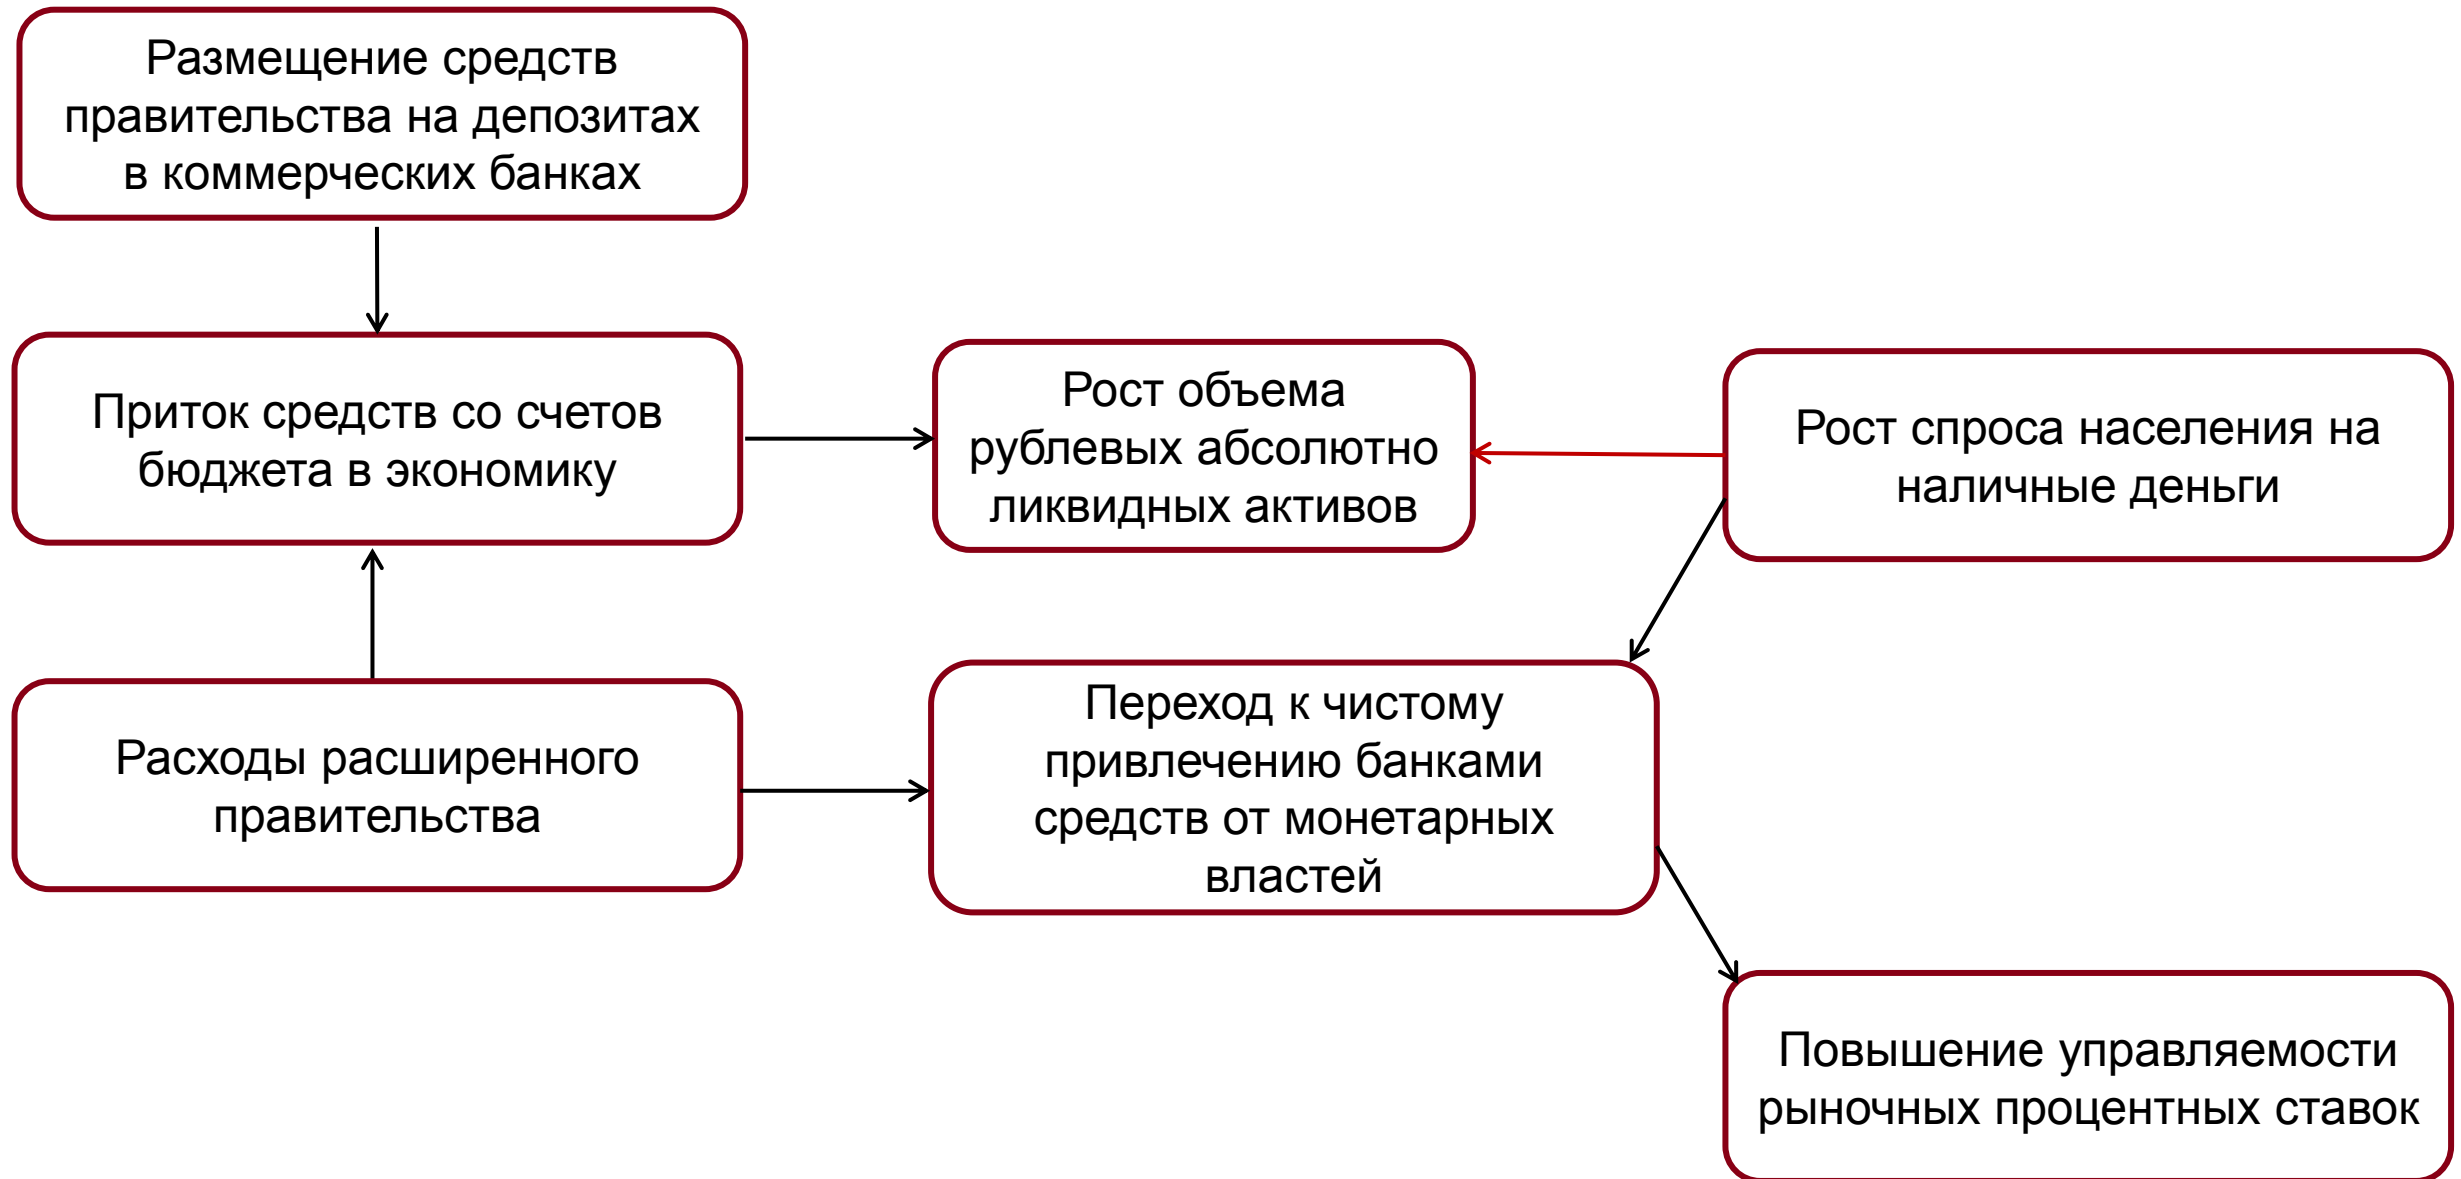 Размещение средств
правительства на депозитах
в коммерческих банках
Приток средств со счетов
бюджета в экономику
Рост объема
рублевых абсолютно
ликвидных активов
Рост спроса населения на
наличные деньги
Расходы расширенного
правительства
Переход к чистому
привлечению банками
средств от монетарных
властей
Повышение управляемости
рыночных процентных ставок